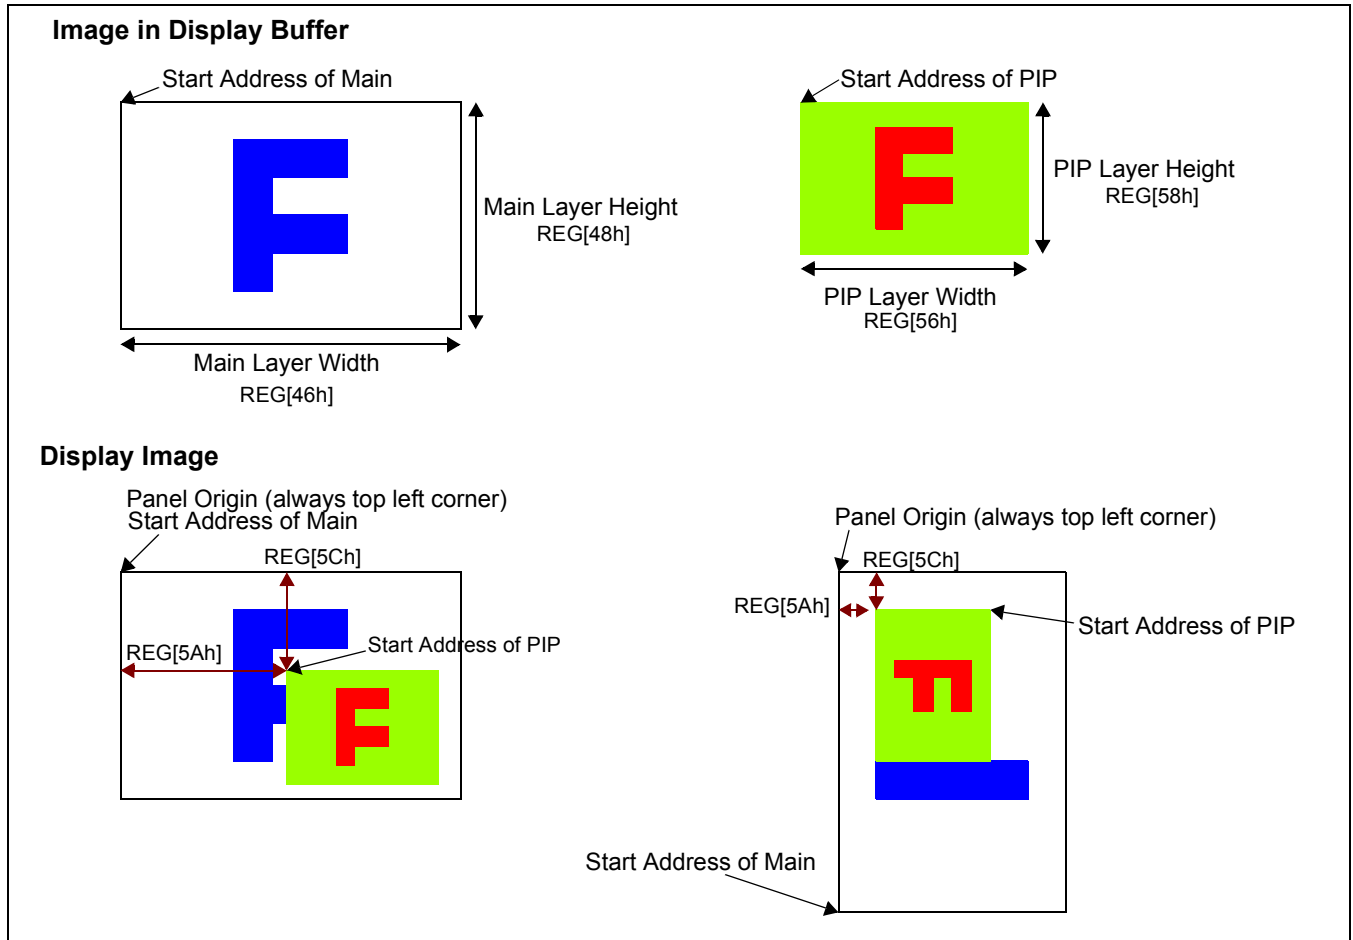 Image in Display Buffer
Start Address of Main
Start Address of PIP
Main Layer Height
REG[48h]
PIP Layer Height
REG[58h]
Main Layer Width
REG[46h]
PIP Layer Width
REG[56h]
Display Image
Panel Origin (always top left corner)
Start Address of Main
REG[5Ch]
REG[5Ah]
Start Address of PIP
Panel Origin (always top left corner)
REG[5Ch]
REG[5Ah]
Start Address of PIP
Start Address of Main
F
F
F
F
F